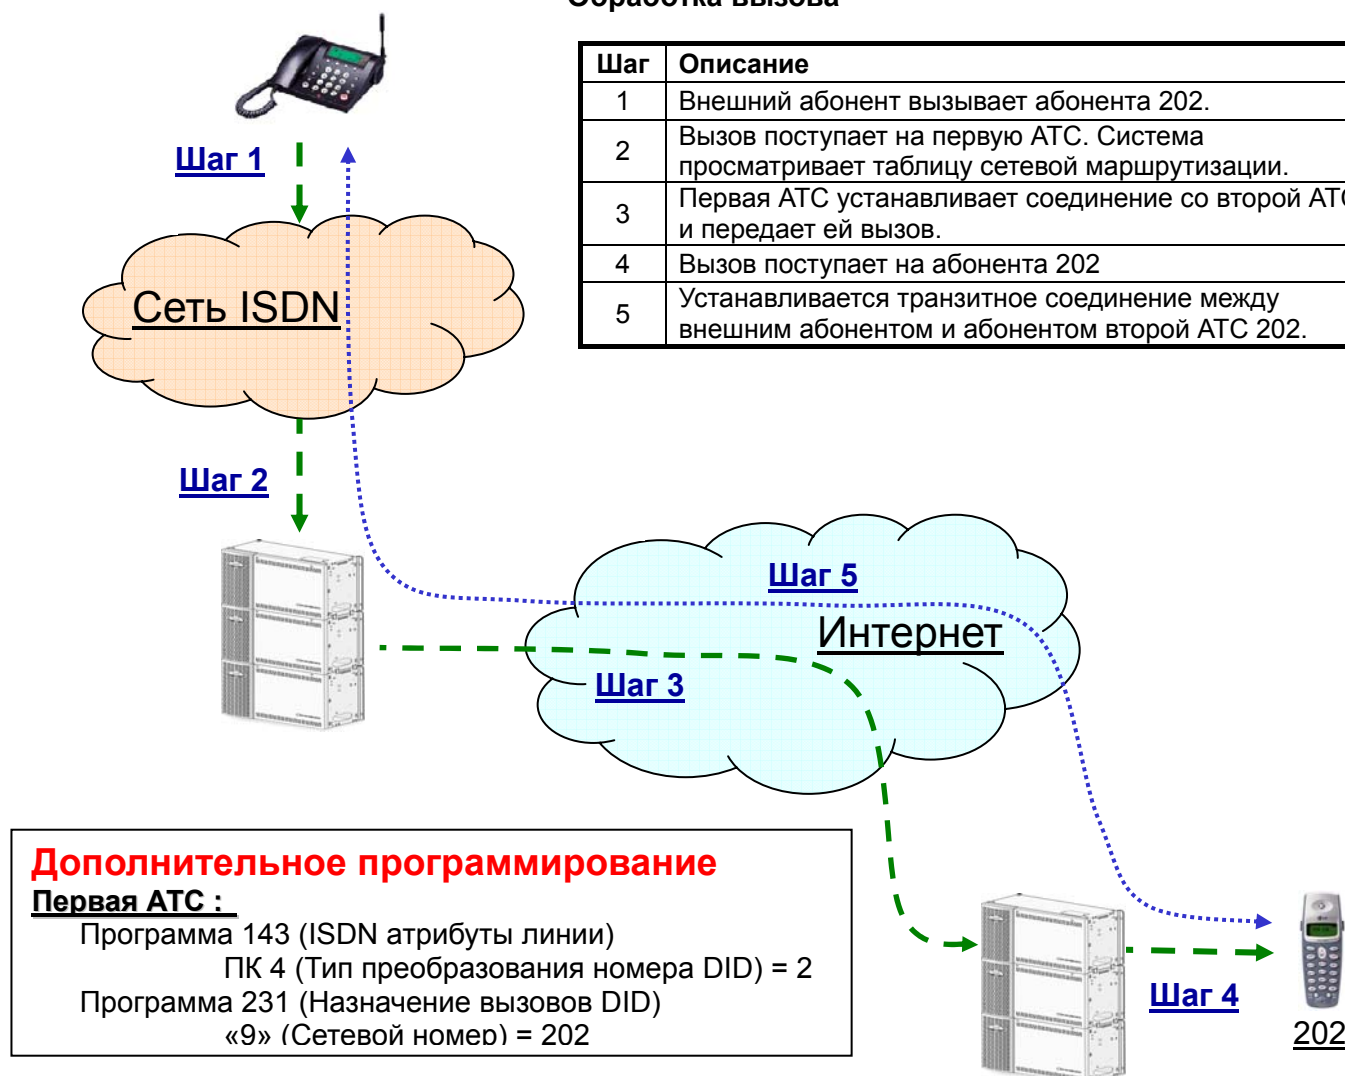 Обработка вызова
Шаг Описание
1 Внешний абонент вызывает абонента 202.
2 Вызов поступает на первую АТС. Система
просматривает таблицу сетевой маршрутизации.
3 Первая АТС устанавливает соединение со второй АТС
и передает ей вызов.
4 Вызов поступает на абонента 202
5 Устанавливается транзитное соединение между
внешним абонентом и абонентом второй АТС 202.
Шаг 1
Сеть ISDN
Шаг 2
Шаг 5
Интернет
Шаг 3
Дополнительное программирование
Первая АТС :
Программа 143 (ISDN атрибуты линии)
ПК 4 (Тип преобразования номера DID) = 2
Программа 231 (Назначение вызовов DID)
«9» (Сетевой номер) = 202
Шаг 4
202